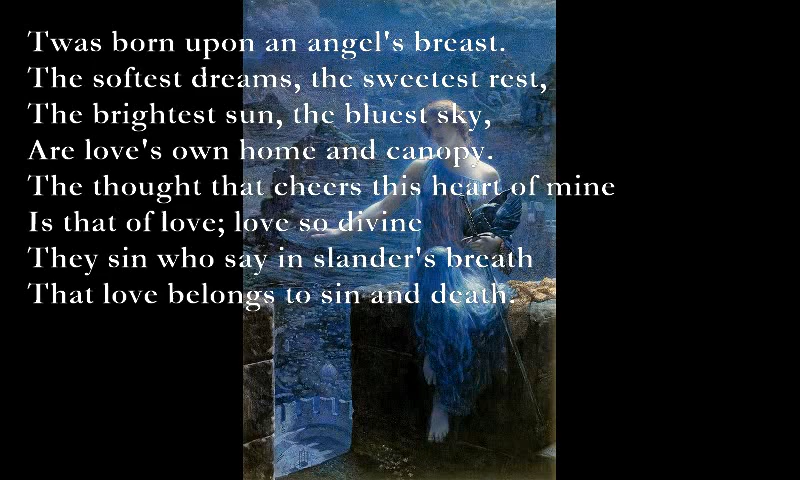 Twas born upon an angel's breast.
The softest dreams, the sweetest rest,
The brightest sun, the bluest sky,
Are love's own home and canopy.
The thought that cheers this heart of mine
Is that of love; love so divine
They sin who say in slander's breath
That love belongs to sin and death.